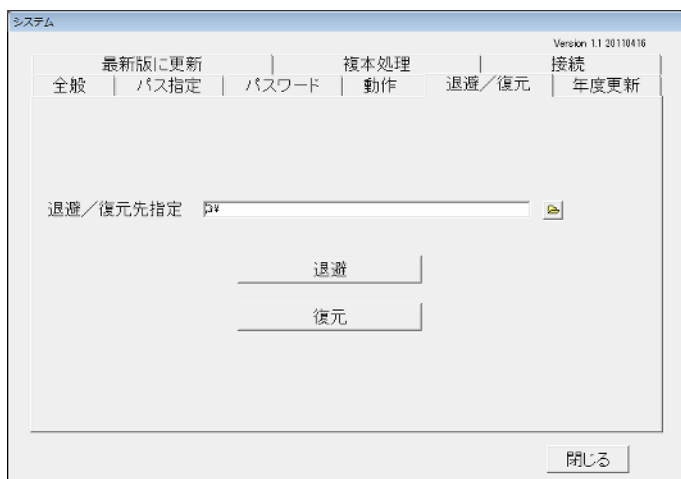 システム
Version 1.1 20110416
最新版に更新 複本処理 接続
全般 パス指定 パスワード 動作 退避／復元 年度更新
退避／復元先指定
退避
復元
閉じる